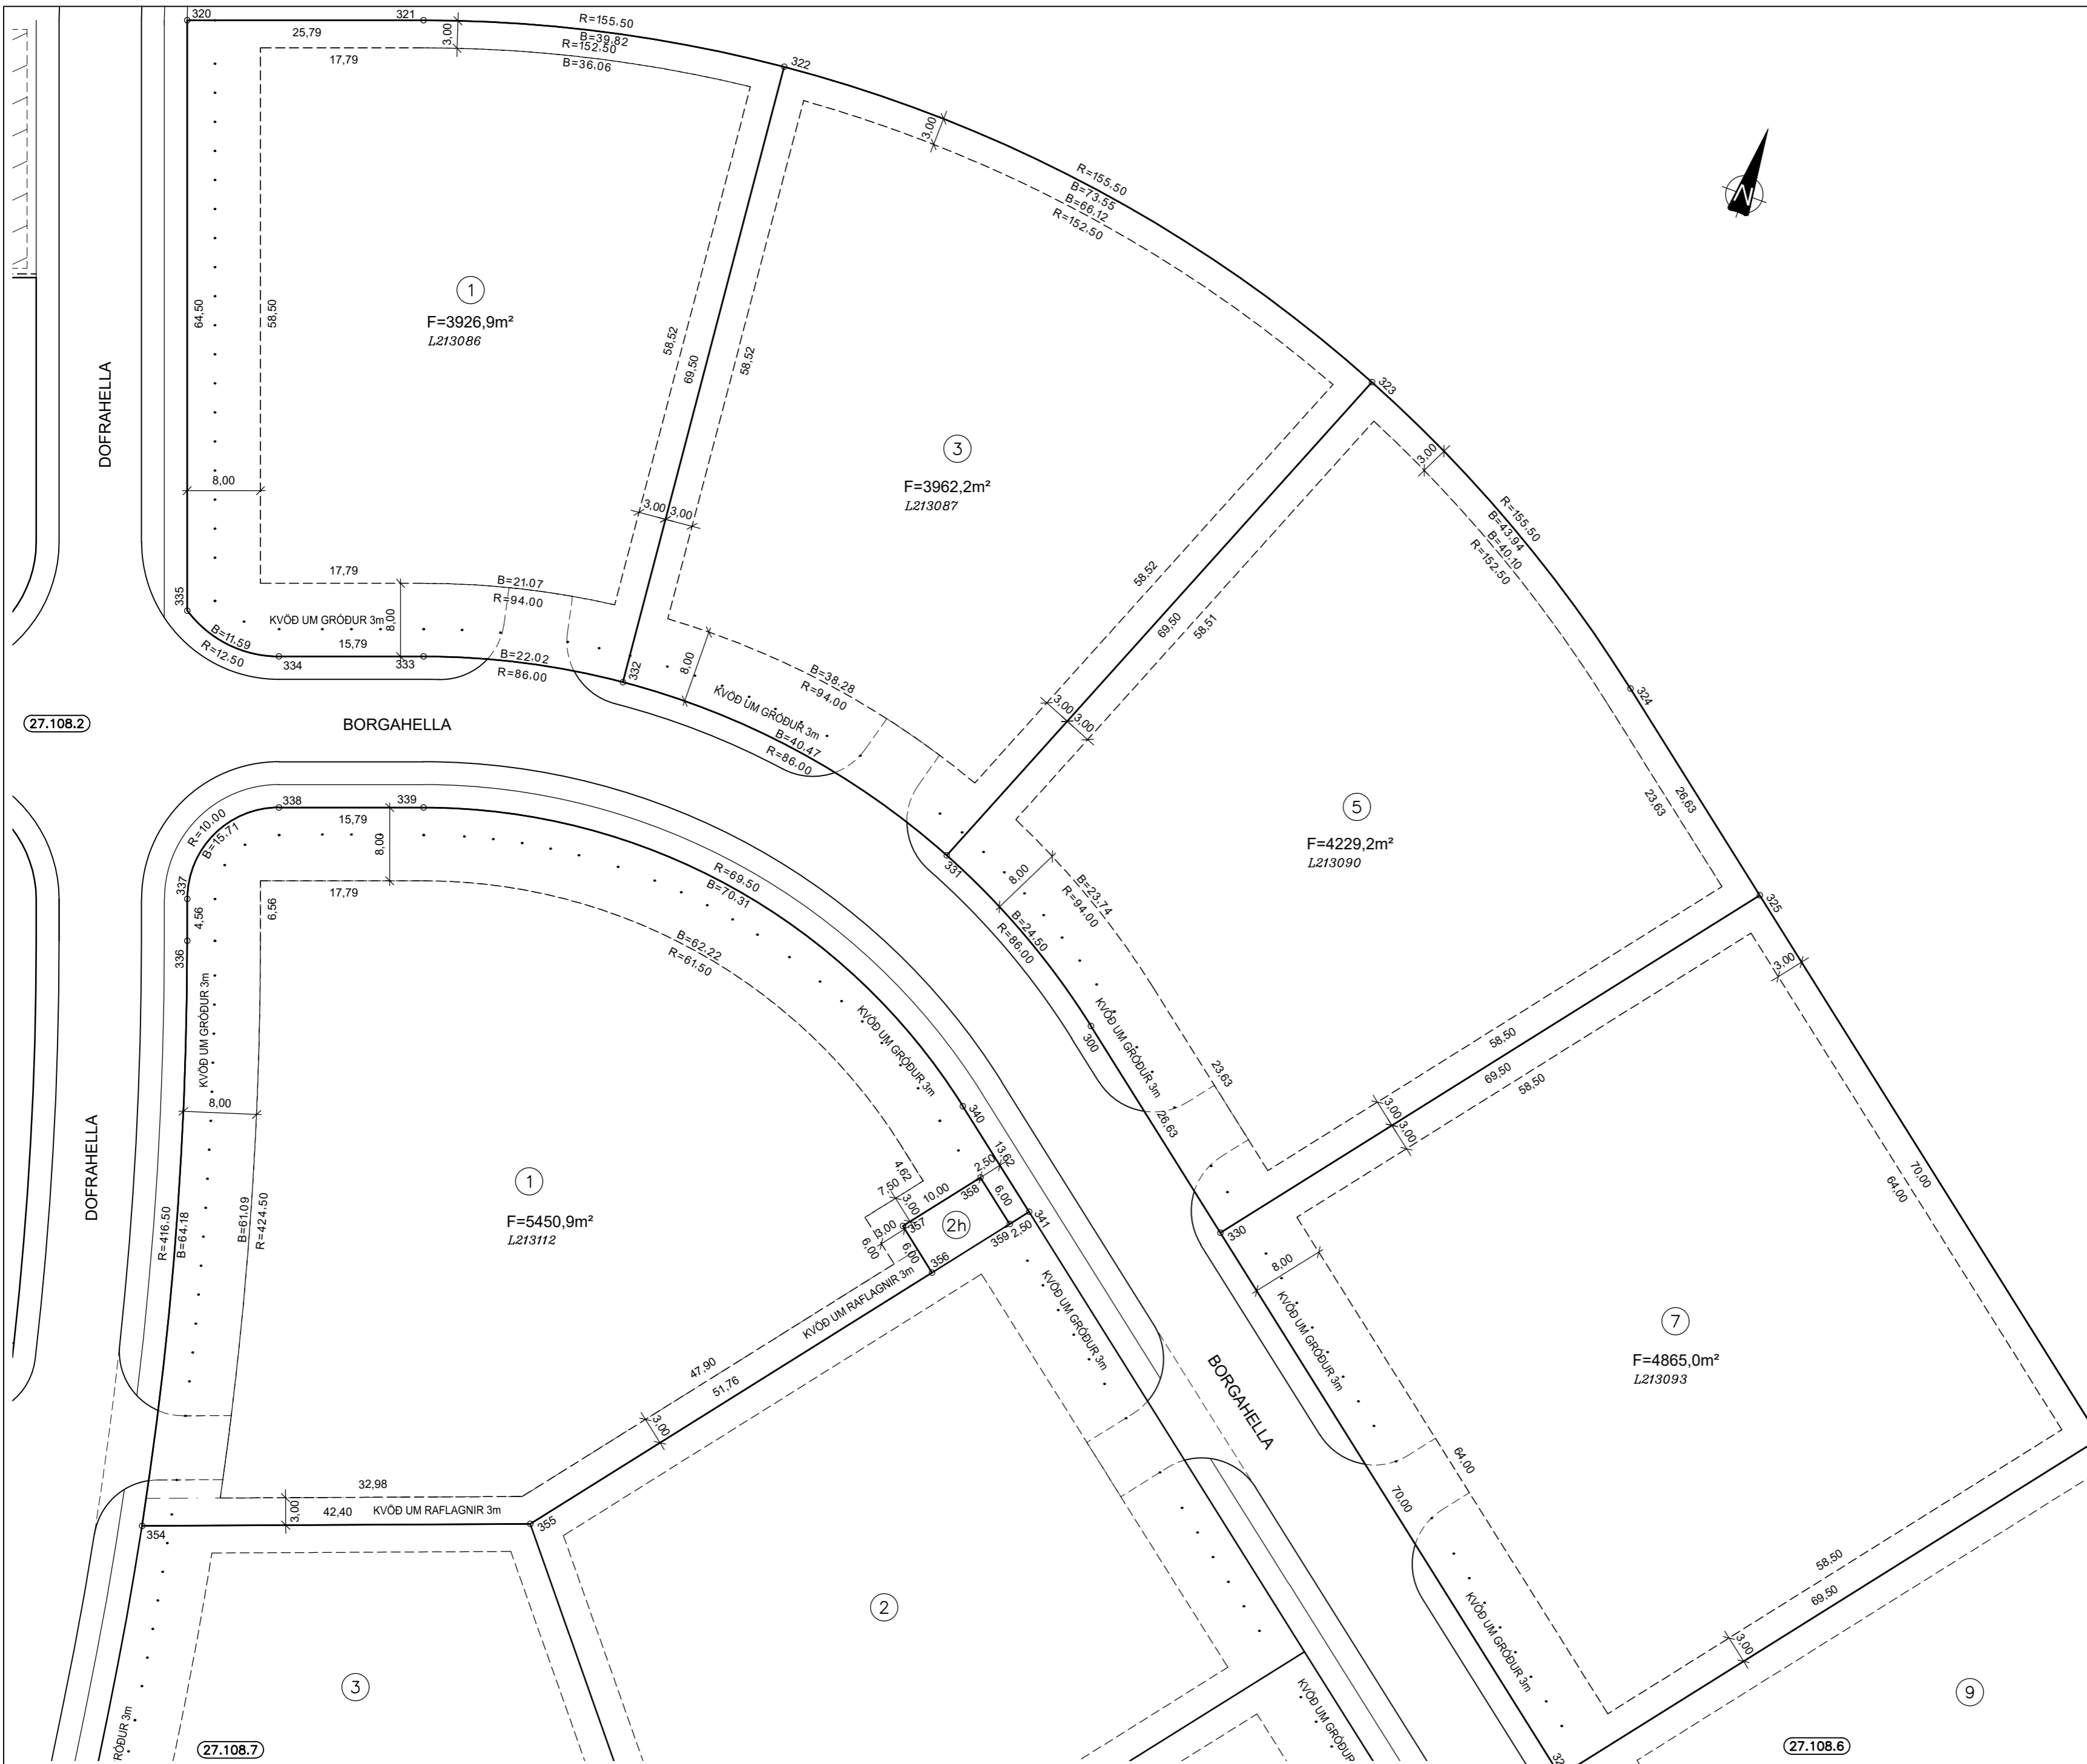 320
321
25,79
3,00
R=155.50
B=39.82
R=152.50
B=36.06
17,79
322
3,00
R=155.50
B=73.55
B=66.12
R=152.50
N
1
F=3926,9m²
L213086
64,50
58,50
58,52
69,50
58,52
DOFRAHELLA
3
F=3962,2m²
L213087
323
3,00
R=155.50
B=43.94
B=40.10
R=152.50
8,00
3,00
3,00
58,52
69,50
58,51
17,79
B=21.07
R=94.00
335
KVÖÐ UM GRÓÐUR 3m
8,00
B=11.59
R=12.50
15,79
334
333
B=22.02
R=86.00
332
8,00
B=38.28
R=94.00
KVÖÐ UM GRÓÐUR 3m
B=40.47
R=86.00
3,00
3,00
324
27.108.2
BORGAHELLA
5
F=4229,2m²
L213090
26,63
23,63
338
339
15,79
R=10.00
B=15.71
8,00
17,79
337
4,56
6,56
336
R=69.50
B=70.31
B=62.22
R=61.50
331
8,00
B=23.74
R=94.00
B=24.50
R=86.00
325
3,00
KVÖÐ UM GRÓÐUR 3m
KVÖÐ UM GRÓÐUR 3m
300
KVÖÐ UM GRÓÐUR 3m
23,63
26,63
58,50
69,50
58,50
3,00
3,00
8,00
340
13,62
2,50
4,62
7,50
3,00
10,00
358
6,00
DOFRAHELLA
1
F=5450,9m²
L213112
R=416.50
B=64.18
B=61.09
R=424.50
3,00
357
2h
6,00
6,00
356
359
2,50
341
330
8,00
70,00
64,00
KVÖÐ UM RAFLAGNIR 3m
KVÖÐ UM GRÓÐUR 3m
KVÖÐ UM GRÓÐUR 3m
7
F=4865,0m²
L213093
47,90
51,76
3,00
BORGAHELLA
64,00
70,00
32,98
3,00
42,40
KVÖÐ UM RAFLAGNIR 3m
354
355
58,50
69,50
3,00
2
KVÖÐ UM GRÓÐUR 3m
3
KVÖÐ UM GRÓÐUR
9
RÓÐUR 3m
27.108.7
27.108.6